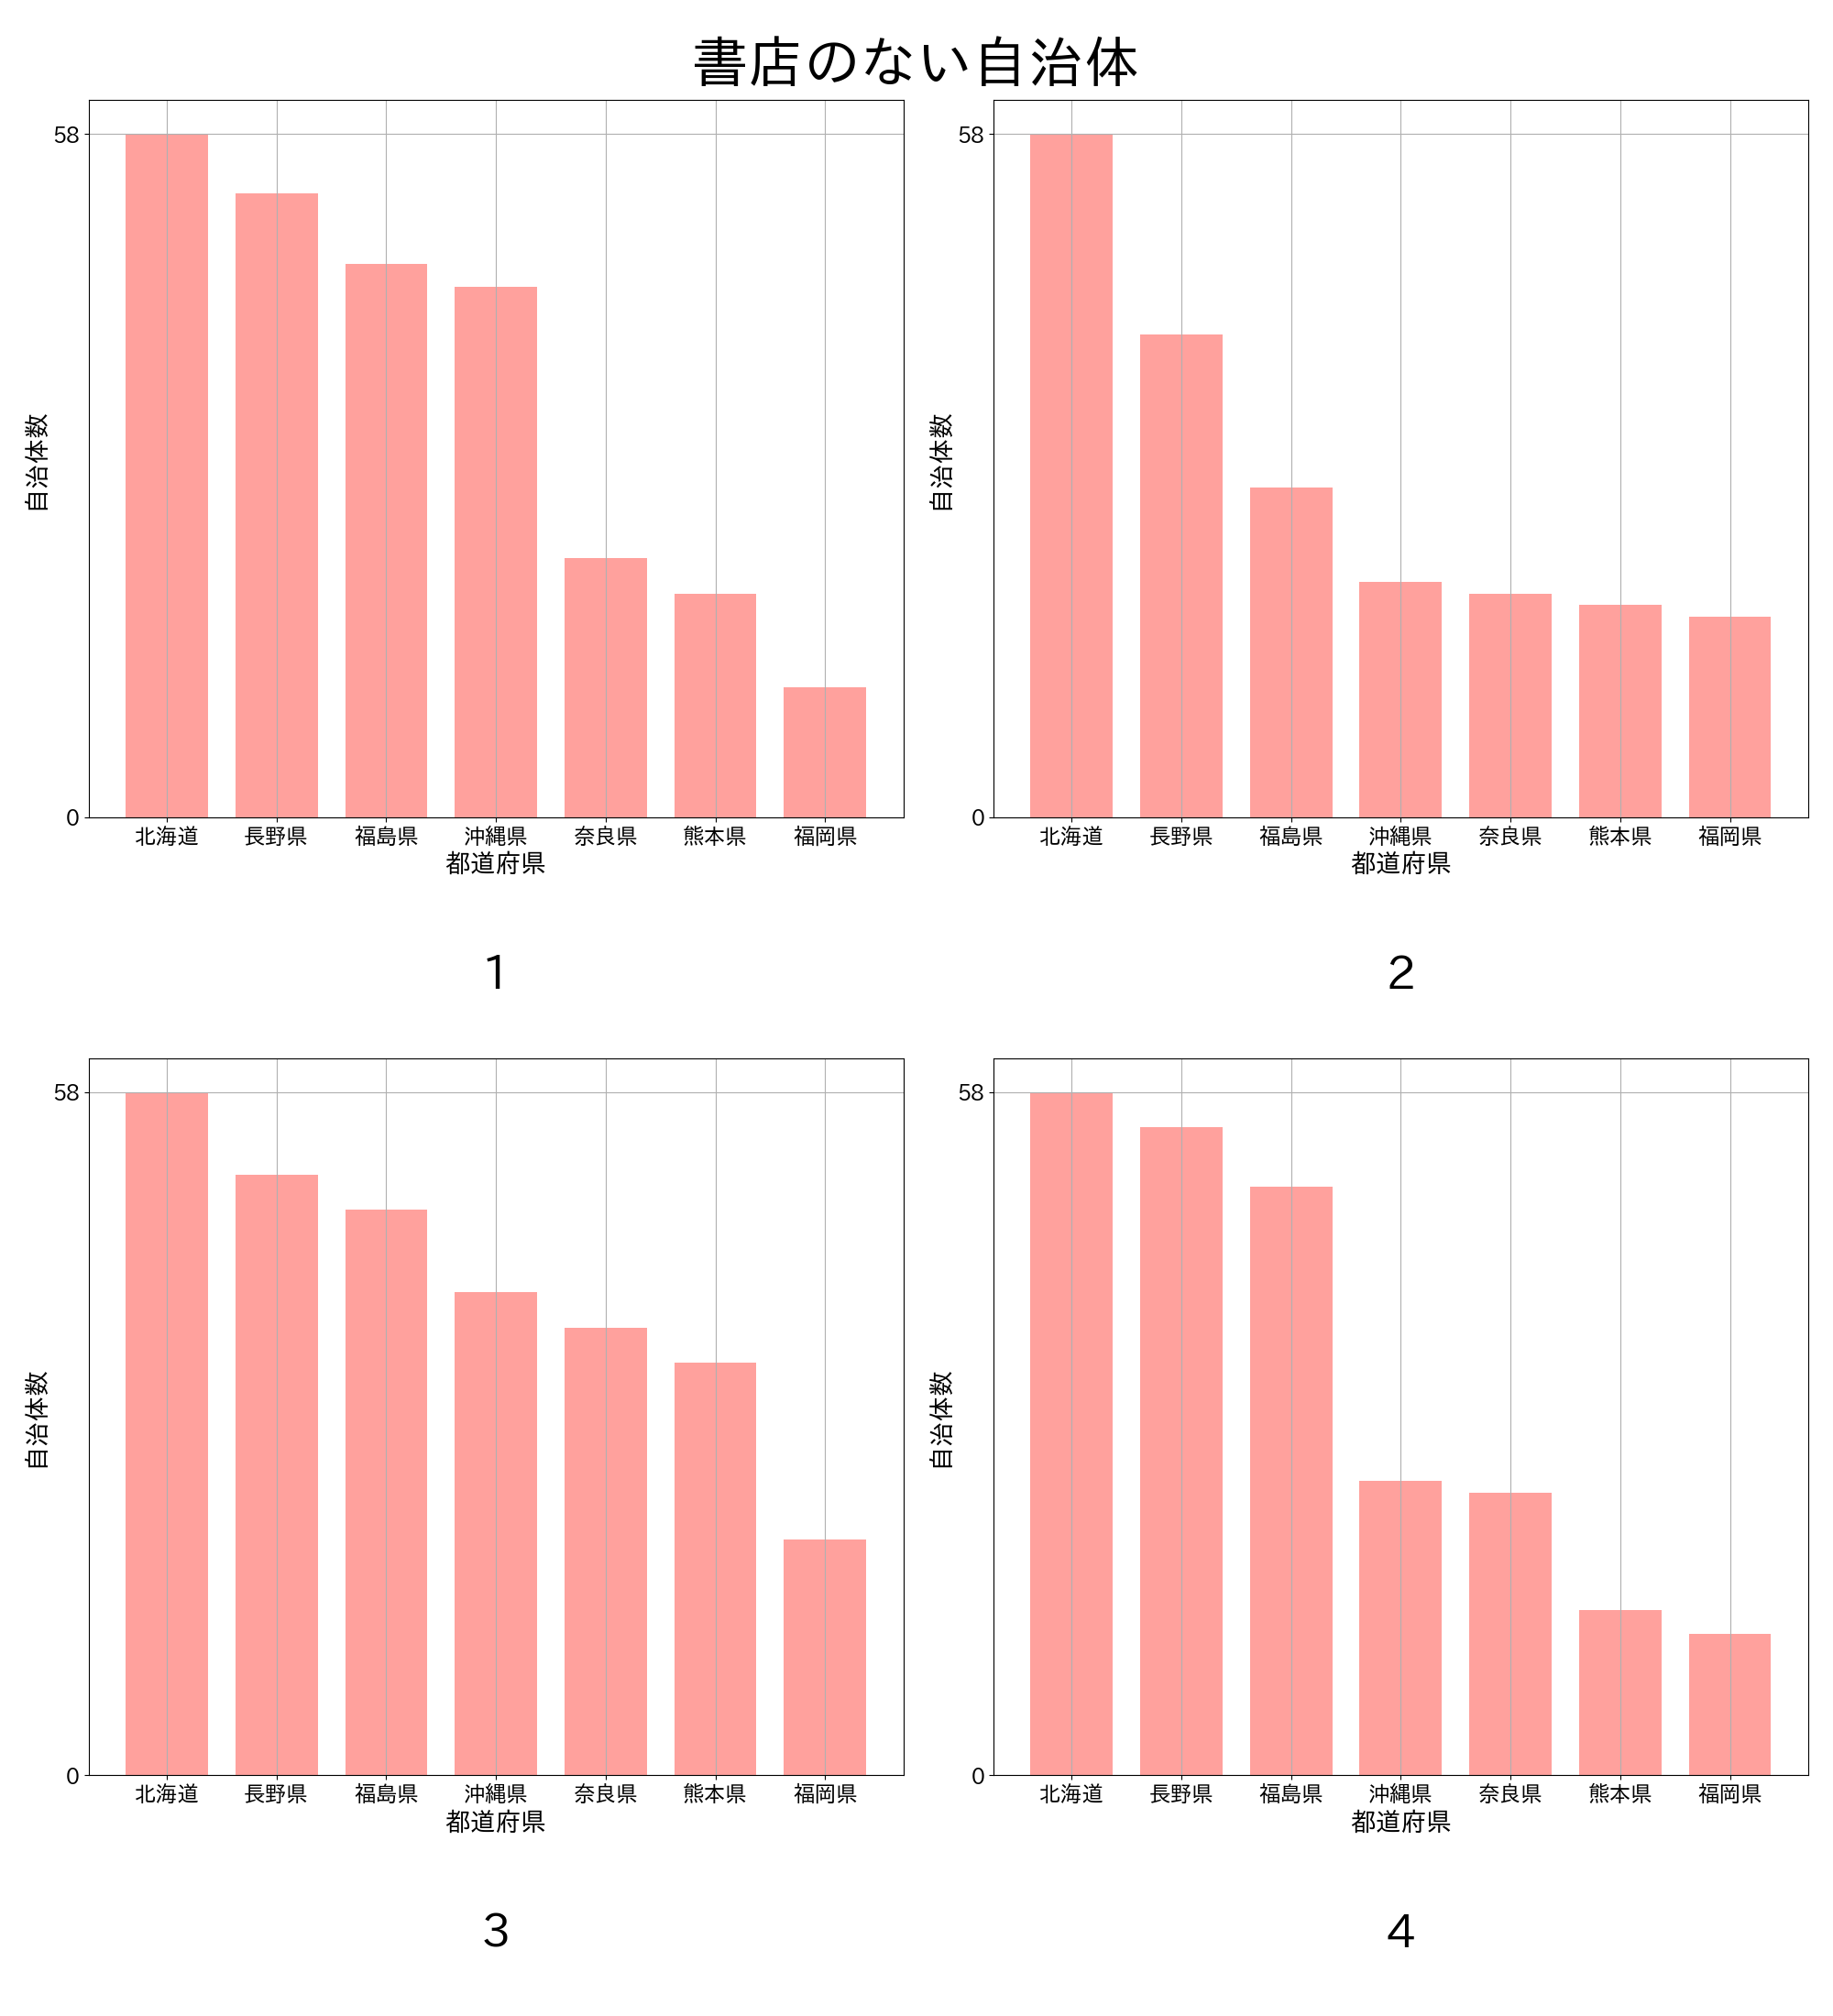 書店のない自治体
58
0
自治体数
北海道 長野県 福島県 沖縄県 奈良県 熊本県 福岡県
都道府県
1
58
0
自治体数
北海道 長野県 福島県 沖縄県 奈良県 熊本県 福岡県
都道府県
2
58
0
自治体数
北海道 長野県 福島県 沖縄県 奈良県 熊本県 福岡県
都道府県
3
58
0
自治体数
北海道 長野県 福島県 沖縄県 奈良県 熊本県 福岡県
都道府県
4